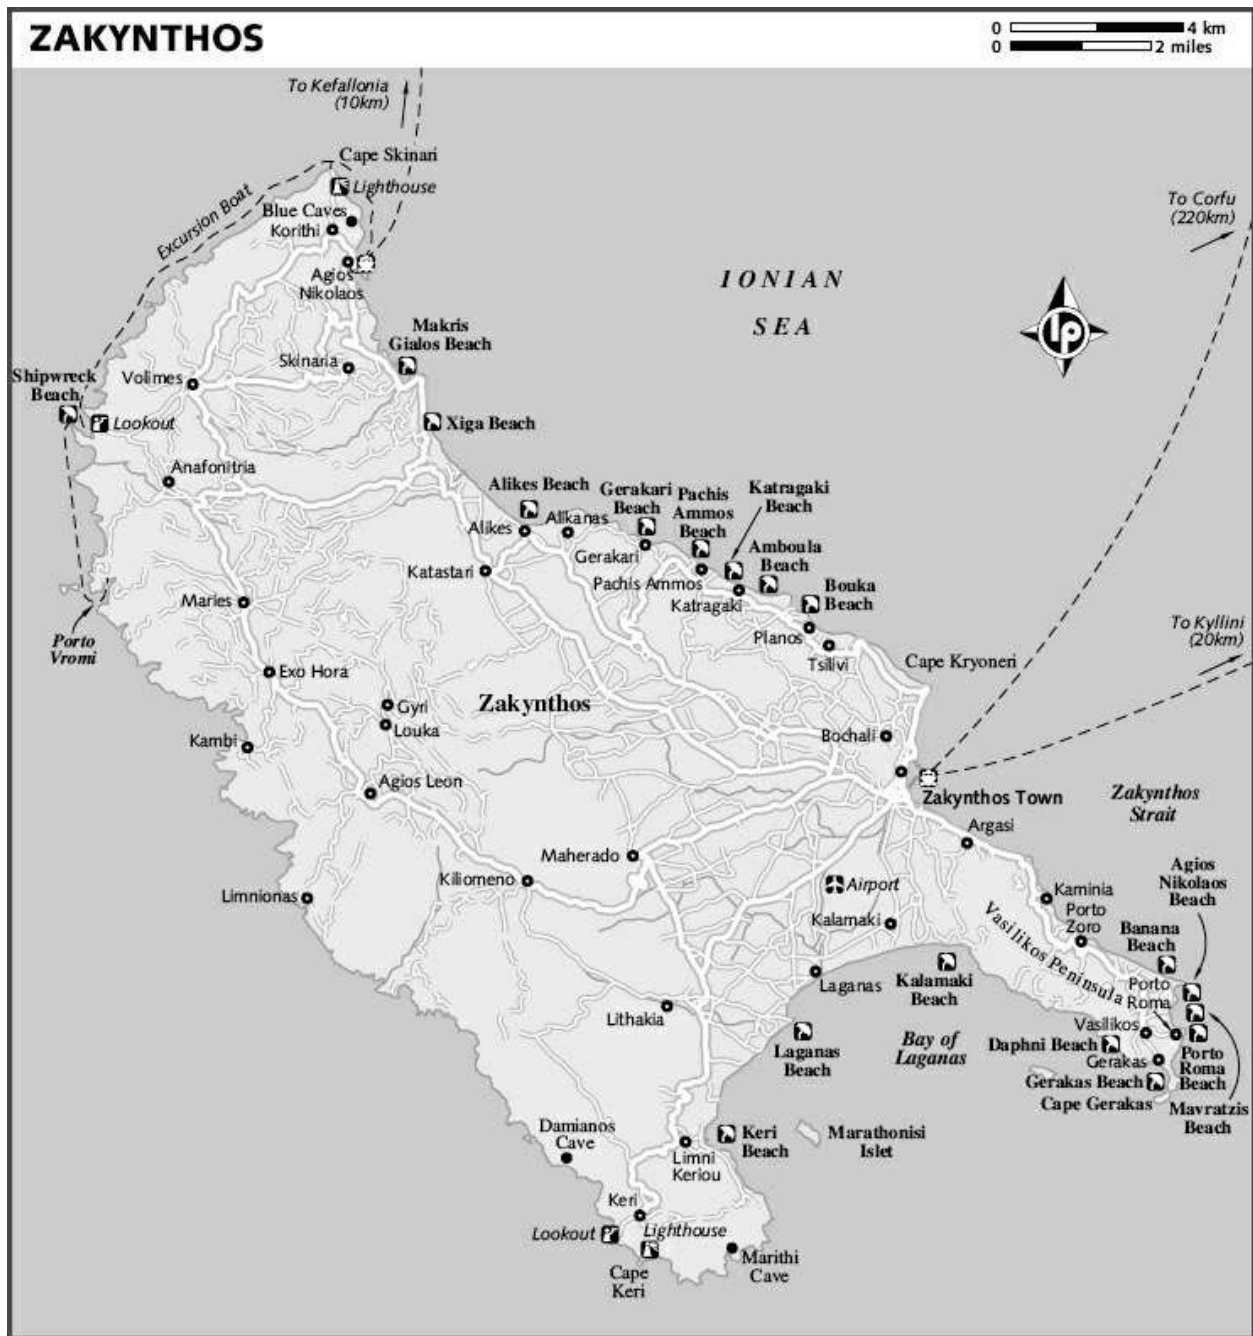 ZAKYNTHOS
0 4 km
0 2 miles
To Kefallonia
(10km)
Cape Skinari
Lighthouse
Excursion Boat
Blue Caves
Korithi
To Corfu
(220km)
Agios
Nikolaos
IONIAN
SEA
lp
Makris
Gialos Beach
Skinaria
Shipwreck
Beach
Volimes
Lookout
Xiga Beach
Anafonitria
Alikes Beach
Gerakari
Beach
Pachis
Ammos
Beach
Katragaki
Beach
Alikes
Alikanas
Gerakari
Amboula
Beach
Katastari
Pachis Ammos
Bouka
Beach
Maries
Katragaki
Planos
To Kyllini
(20km)
Porto
Vromi
Tsilivi
Cape Kryoneri
Exo Hora
Gyri
Zakynthos
Louka
Kambi
Bochali
Agios Leon
Zakynthos Town
Zakynthos
Strait
Argasi
Maherado
Kiliomeno
Airport
Agios
Nikolaos
Beach
Limnionas
Kaminia
Kalamaki
Porto
Zoro
Vasilikos Peninsula
Banana
Beach
Laganas
Kalamaki
Beach
Porto
Roma
Lithakia
Vasilikos
Laganas
Beach
Bay of
Laganas
Daphni Beach
Gerakas
Porto
Roma
Beach
Gerakas Beach
Cape Gerakas
Mavratzis
Beach
Damianos
Cave
Keri
Beach
Marathonisi
Islet
Limni
Keriou
Keri
Lookout
Lighthouse
Cape
Keri
Marithi
Cave